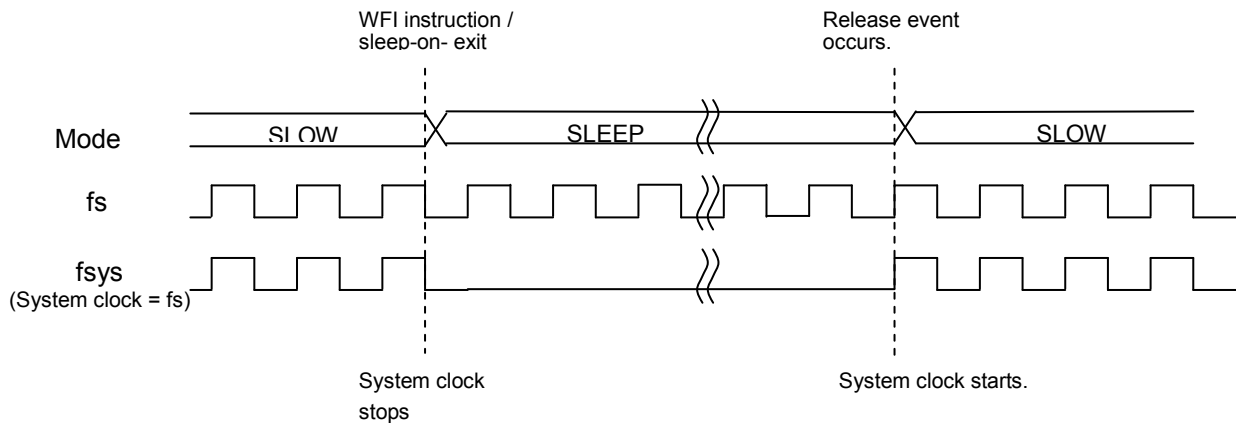 WFI instruction /
sleep-on- exit
Release event
occurs.
Mode
SLOW
SLEEP
SLOW
fs
fsys
(System clock = fs)
System clock
stops
System clock starts.